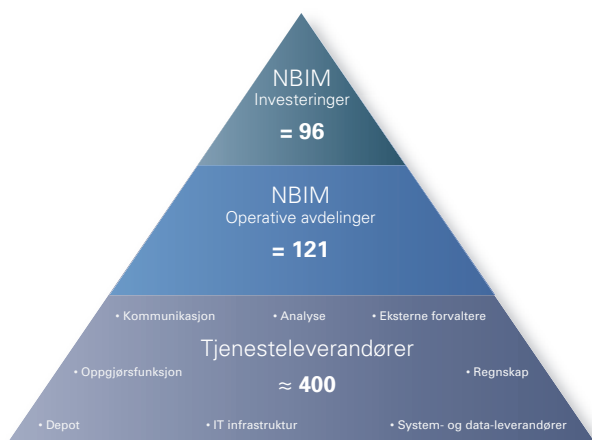 NBIM
Investeringer
= 96
NBIM
Operative avdelinger
= 121
• Kommunikasjon • Analyse • Eksterne forvaltere
Tjenesteleverandører
• Oppgjørsfunksjon • Regnskap
≈ 400
• Depot • IT infrastruktur • System- og data-leverandører